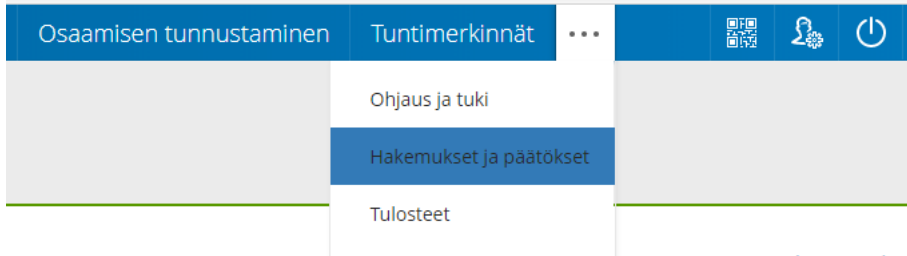 Osaamisen tunnustaminen Tuntimerkinnät ...
Ohjaus ja tuki
Hakemukset ja päätökset
Tulosteet